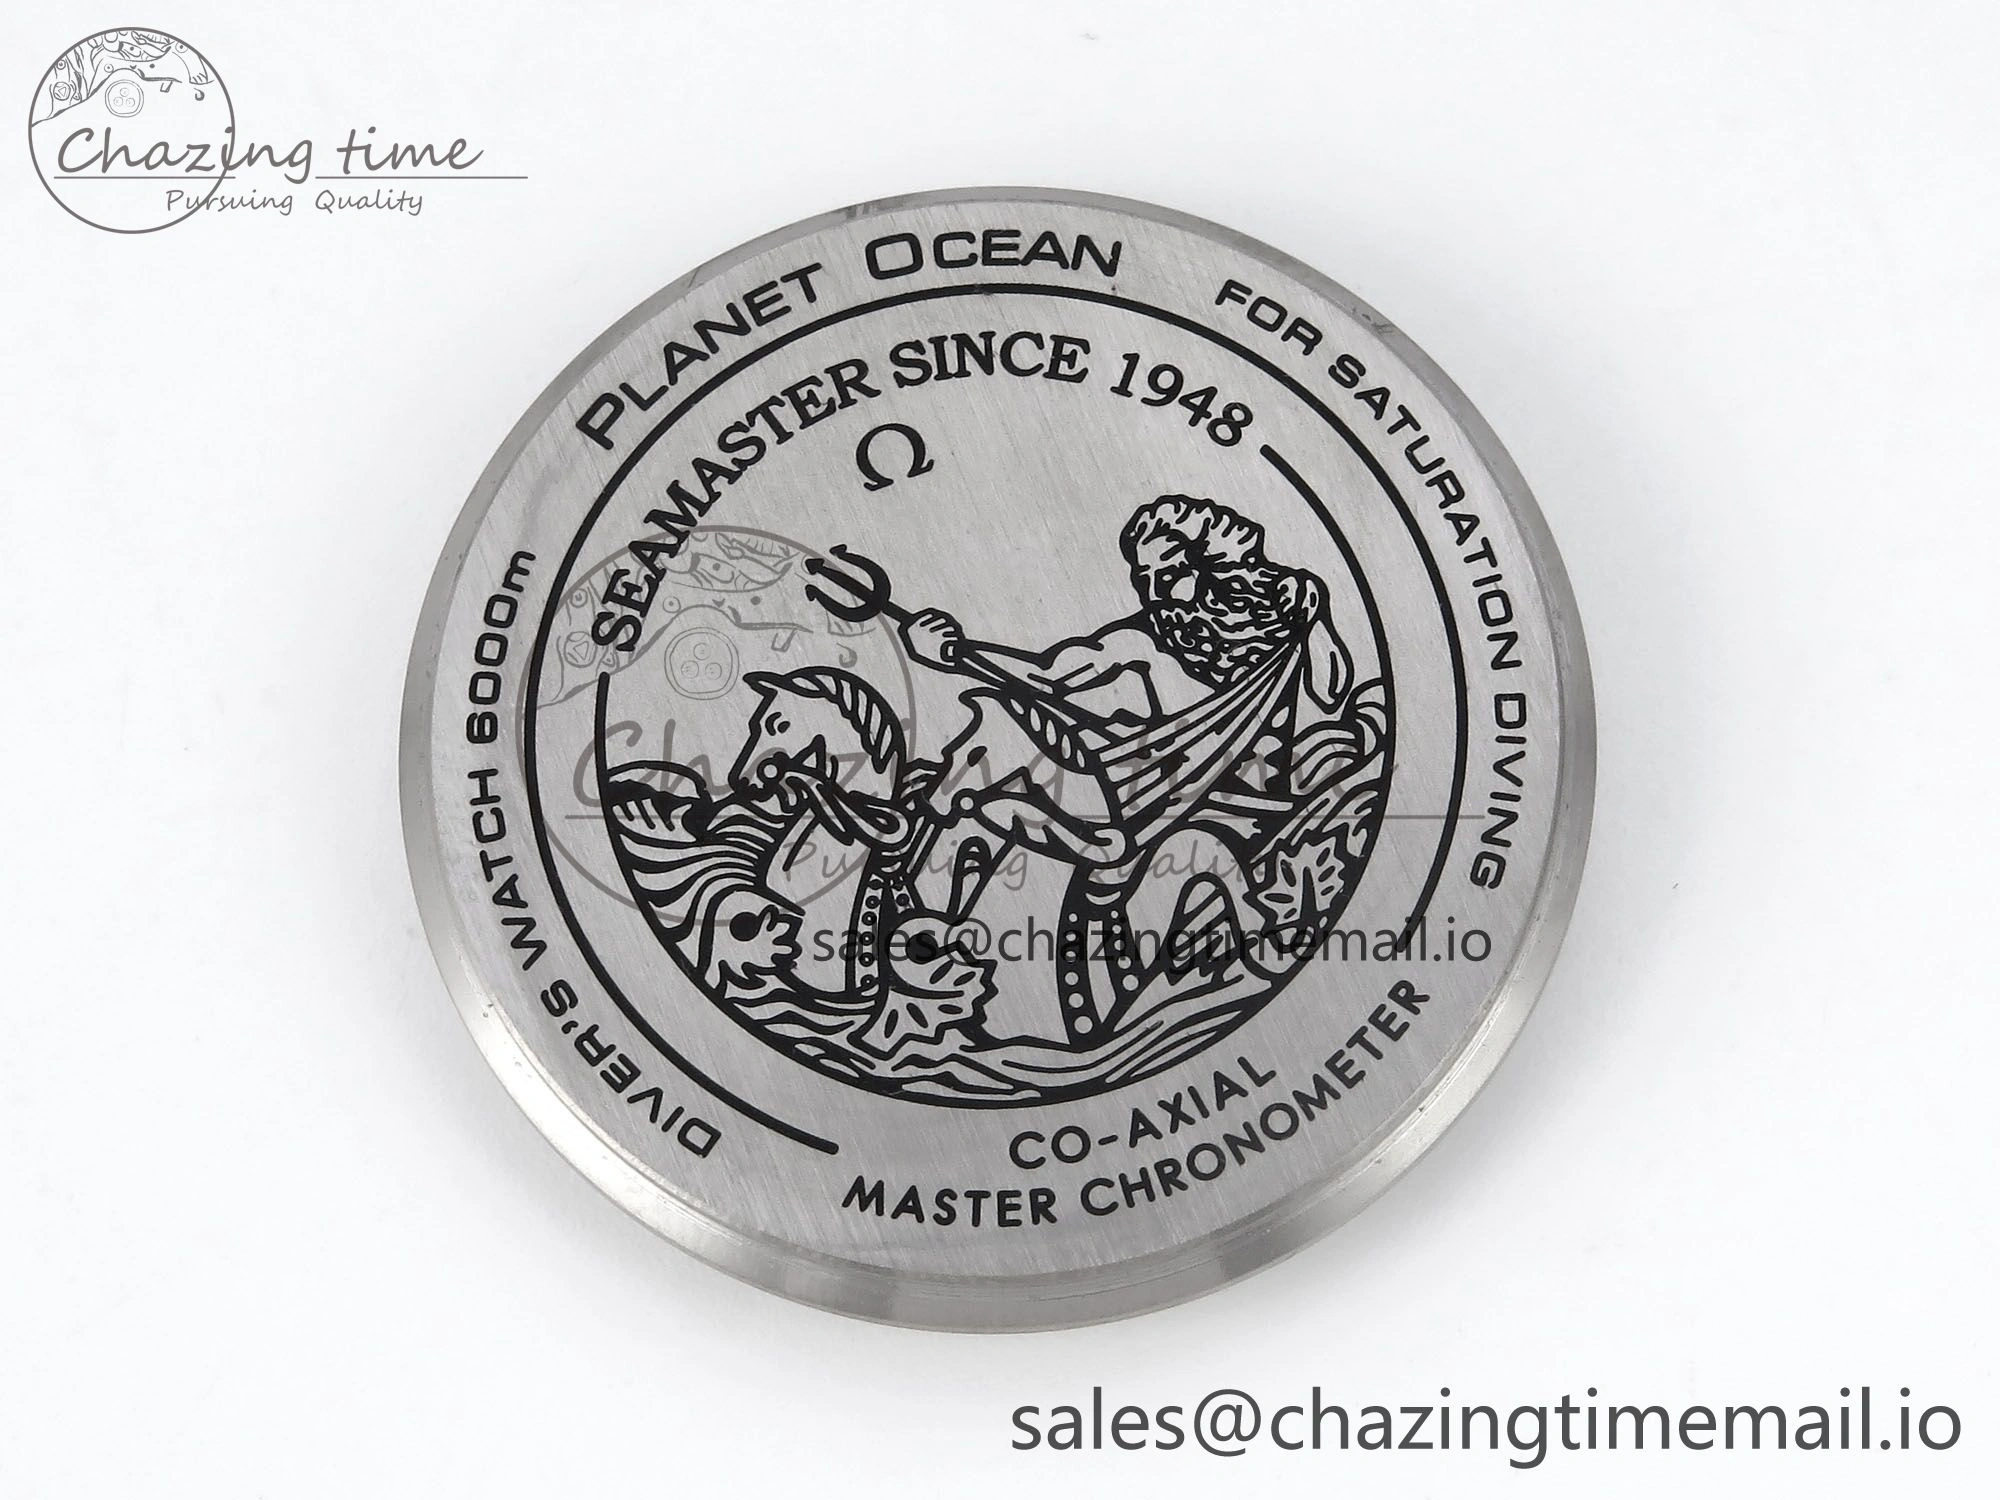 Chazing time
Pursuing Quality
PLANET OCEAN
FOR SATURATION DIVING
DIVER'S WATCH 6000m
SEAMASTER SINCE 1948
Ω
Chazing time
Pursuing Quality
sales@chazingtimemail.io
CO-AXIAL
MASTER CHRONOMETER
sales@chazingtimemail.io